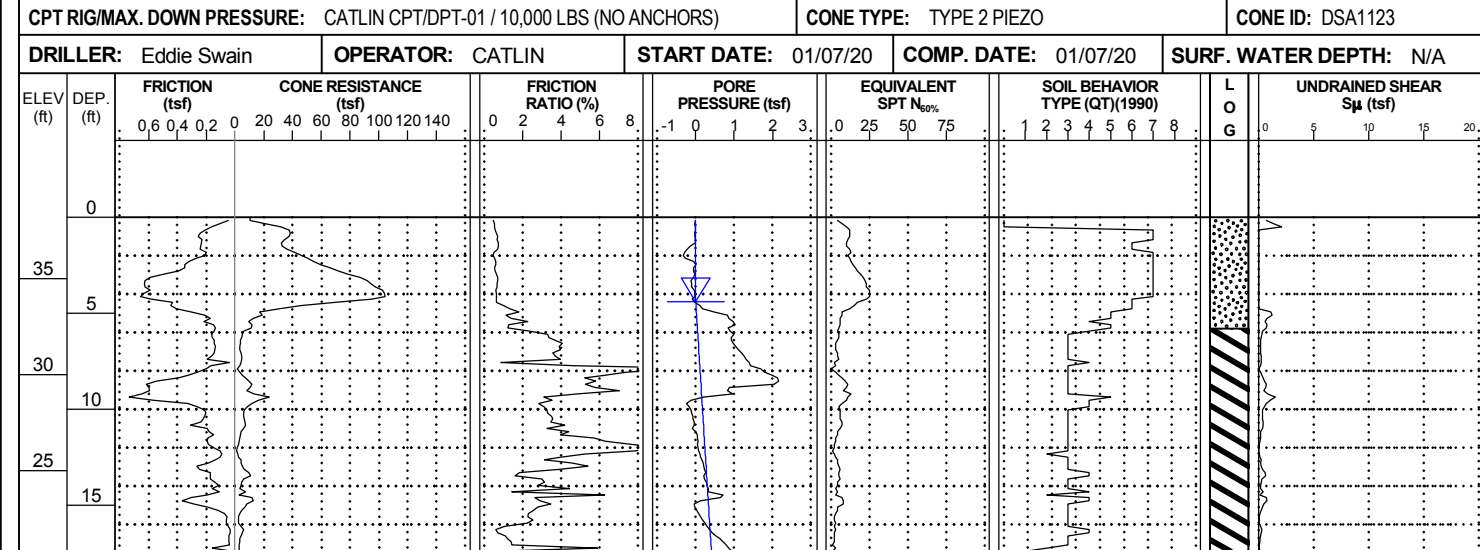 CPT RIG/MAX. DOWN PRESSURE: CATLIN CPT/DPT-01 / 10,000 LBS (NO ANCHORS) CONE TYPE: TYPE 2 PIEZO CONE ID: DSA1123
DRILLER: Eddie Swain OPERATOR: CATLIN START DATE: 01/07/20 COMP. DATE: 01/07/20 SURF. WATER DEPTH: N/A
ELEV (ft)
DEP. (ft)
FRICTION (tsf)
0.6 0.4 0.2 0
CONE RESISTANCE (tsf)
20 40 60 80 100 120 140
FRICTION RATIO (%)
0 2 4 6 8
PORE PRESSURE (tsf)
-1 0 1 2 3
EQUIVALENT SPT N60%
0 25 50 75
SOIL BEHAVIOR TYPE (QT)(1990)
1 2 3 4 5 6 7 8
L
O
G
UNDRAINED SHEAR Sμ (tsf)
0 5 10 15 20
0
35
5
30
10
25
15